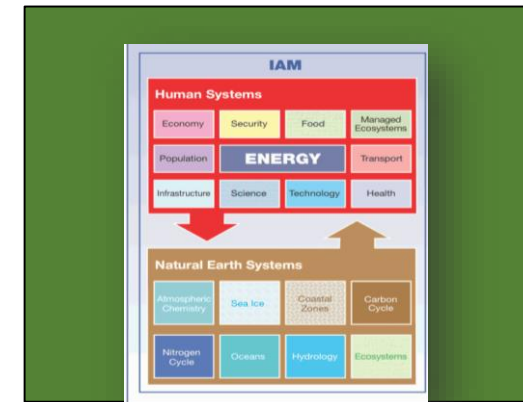 IAM
Human Systems
Economy
Security
Food
Managed
Ecosystems
Population
ENERGY
Transport
Infrastructure
Science
Technology
Health
Natural Earth Systems
Atmospheric
Chemistry
Sea Ice
Coastal
Zones
Carbon
Cycle
Nitrogen
Cycle
Oceans
Hydrology
Ecosystems